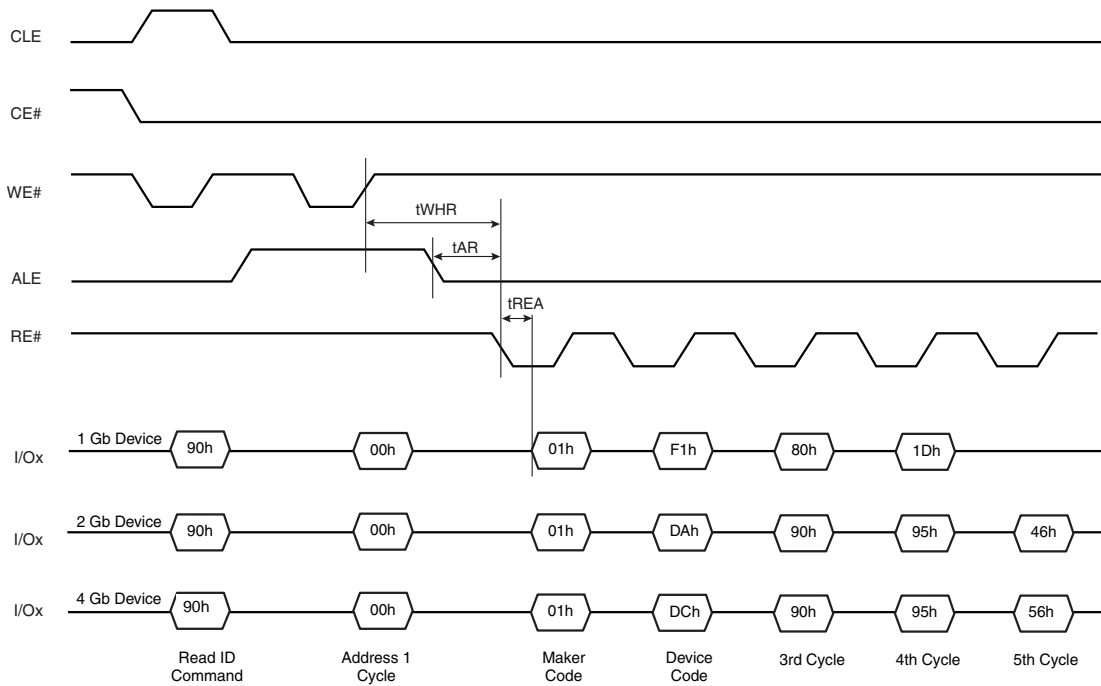 CLE
CE#
WE#
tWHR
tAR
ALE
tREA
RE#
I/Ox 1 Gb Device 90h 00h 01h F1h 80h 1Dh
I/Ox 2 Gb Device 90h 00h 01h DAh 90h 95h 46h
I/Ox 4 Gb Device 90h 00h 01h DCh 90h 95h 56h
Read ID Command
Address 1 Cycle
Maker Code
Device Code
3rd Cycle
4th Cycle
5th Cycle